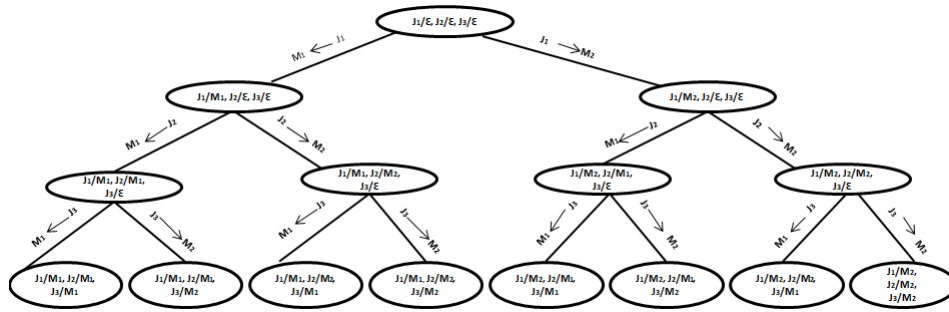 J₁/ℇ, J₂/ℇ, J₃/ℇ
M₁ ← J₁
J₁ → M₂
J₁/M₁, J₂/ℇ, J₃/ℇ
J₁/M₂, J₂/ℇ, J₃/ℇ
M₁ ← J₂
J₂ → M₂
M₁ ← J₂
J₂ → M₂
J₁/M₁, J₂/M₁,
J₃/ℇ
J₁/M₁, J₂/M₂,
J₃/ℇ
J₁/M₂, J₂/M₁,
J₃/ℇ
J₁/M₂, J₂/M₂,
J₃/ℇ
M₁ ← J₃
J₃ → M₂
M₁ ← J₃
J₃ → M₂
M₁ ← J₃
J₃ → M₂
M₁ ← J₃
J₃ → M₂
J₁/M₁, J₂/M₁,
J₃/M₁
J₁/M₁, J₂/M₁,
J₃/M₂
J₁/M₁, J₂/M₂,
J₃/M₁
J₁/M₁, J₂/M₂,
J₃/M₂
J₁/M₂, J₂/M₁,
J₃/M₁
J₁/M₂, J₂/M₁,
J₃/M₂
J₁/M₂, J₂/M₂,
J₃/M₁
J₁/M₂,
J₂/M₂,
J₃/M₂